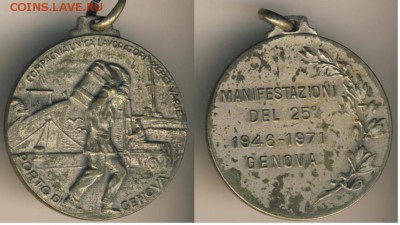 COINS.LAVE.RU
COMPAGNIA UNICA LAVORATORI MERCI VARIE
PORTO DI GENOVA
MANIFESTAZIONI
DEL 25°
1946-1971
GENOVA